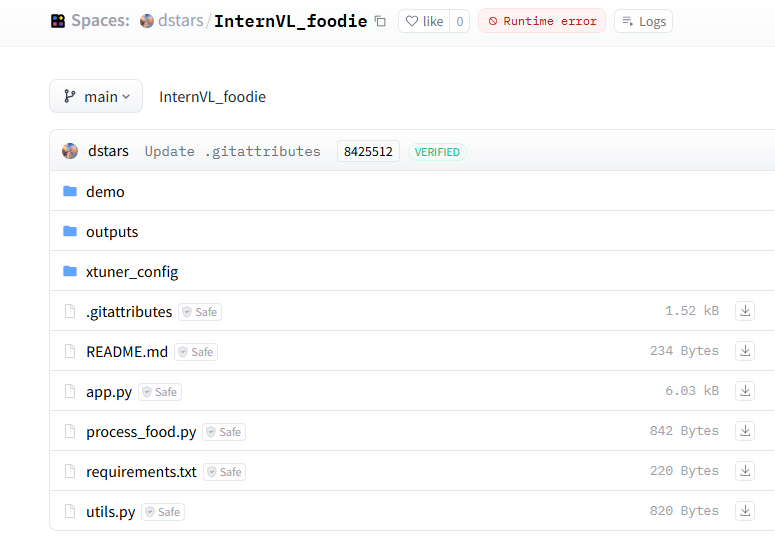 Spaces: dstars/InternVL_foodie like 0 Runtime error Logs
main InternVL_foodie
dstars Update .gitattributes 8425512 VERIFIED
demo
outputs
xtuner_config
.gitattributes Safe 1.52 kB
README.md Safe 234 Bytes
app.py Safe 6.03 kB
process_food.py Safe 842 Bytes
requirements.txt Safe 220 Bytes
utils.py Safe 820 Bytes